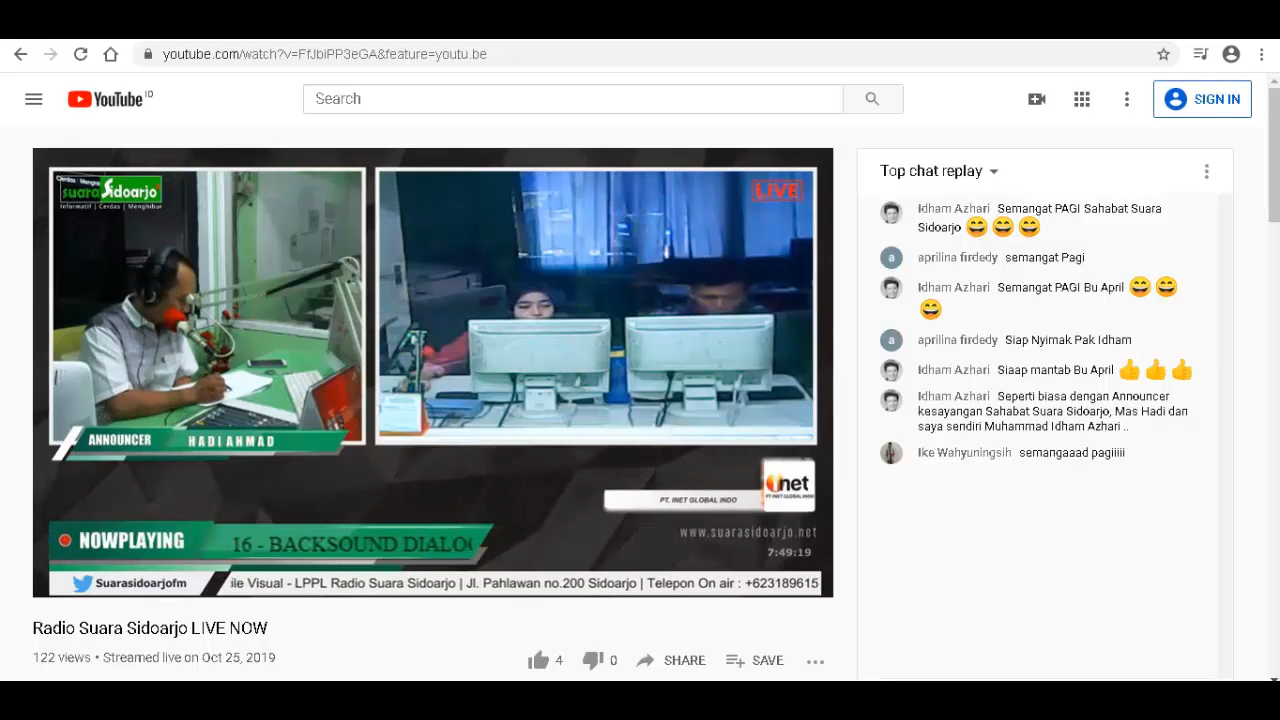 youtube.com/watch?v=FfJbiPP3eGA&feature=youtu.be
YouTube ID
Search
SIGN IN
suara Sidoarjo
Informatif | Cerdas | Menghibur
LIVE
ANNOUNCER HADI AHMAD
inet
PT. INET GLOBAL INDO
PT. INET GLOBAL INDO
www.suarasidoarjo.net
7:49:19
NOWPLAYING 16 - BACKSOUND DIALOG
Suarasidoarjofm ile Visual - LPPL Radio Suara Sidoarjo | Jl. Pahlawan no.200 Sidoarjo | Telepon On air : +623189615
Radio Suara Sidoarjo LIVE NOW
122 views • Streamed live on Oct 25, 2019
4 0 SHARE SAVE
Top chat replay
Idham Azhari Semangat PAGI Sahabat Suara
Sidoarjo 😄 😄 😄
a aprilina firdedy semangat Pagi
Idham Azhari Semangat PAGI Bu April 😄 😄
😄
a aprilina firdedy Siap Nyimak Pak Idham
Idham Azhari Siaap mantab Bu April 👍 👍 👍
Idham Azhari Seperti biasa dengan Announcer
kesayangan Sahabat Suara Sidoarjo, Mas Hadi dan
saya sendiri Muhammad Idham Azhari ..
Ike Wahyuningsih semangaaad pagiiiii